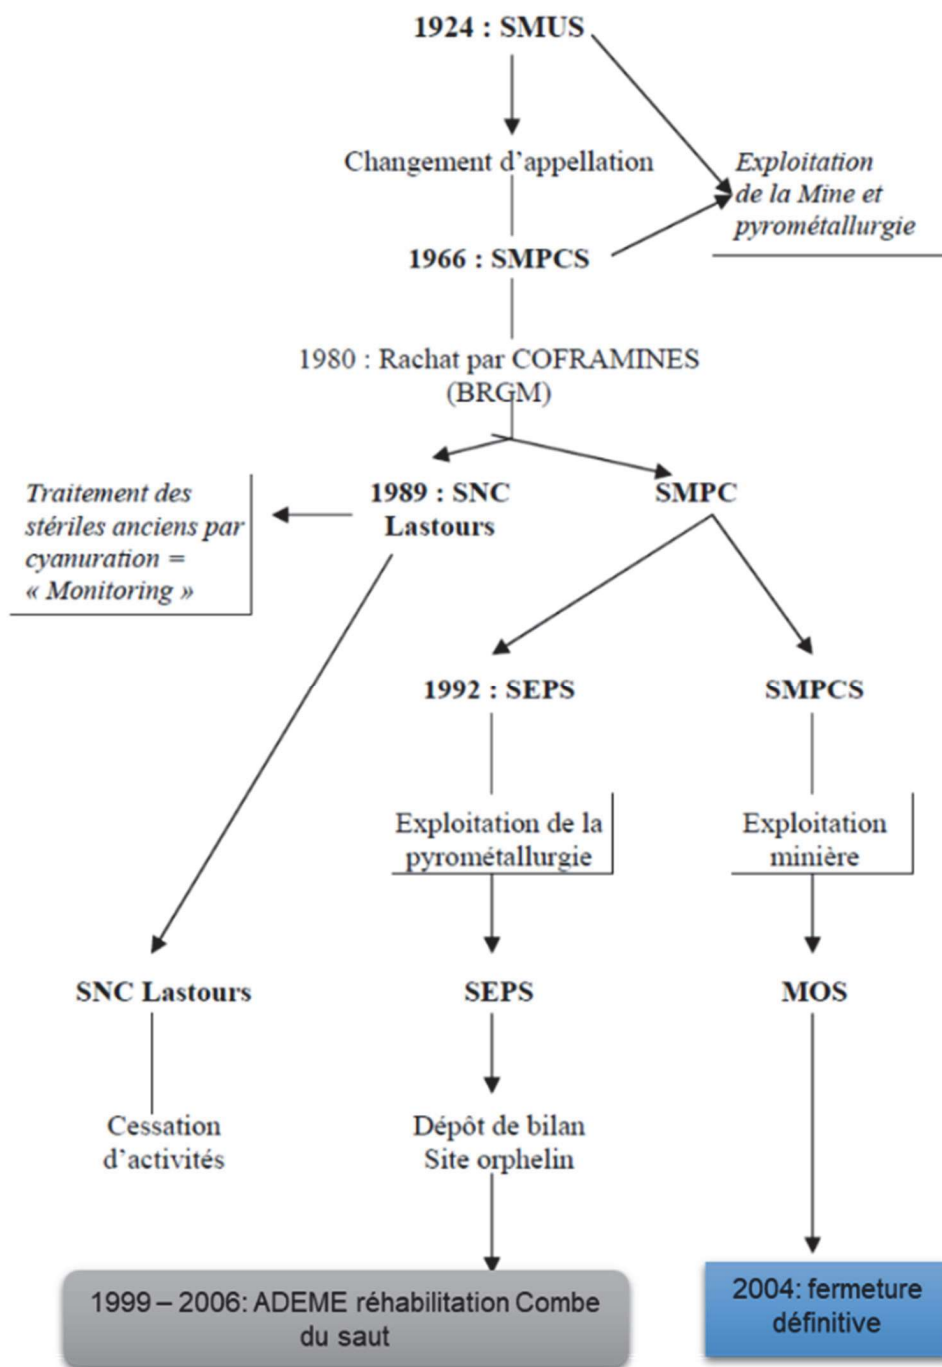 1924 : SMUS
Changement d'appellation
Exploitation
de la Mine et
pyrométallurgie
1966 : SMPCS
1980 : Rachat par COFRAMINES
(BRGM)
Traitement des
stériles anciens par
cyanuration =
« Monitoring »
1989 : SNC
Lastours
SMPC
1992 : SEPS
SMPCS
Exploitation de la
pyrométallurgie
Exploitation
minière
SNC Lastours
SEPS
MOS
Cessation
d'activités
Dépôt de bilan
Site orphelin
1999 – 2006: ADEME réhabilitation Combe
du saut
2004: fermeture
définitive